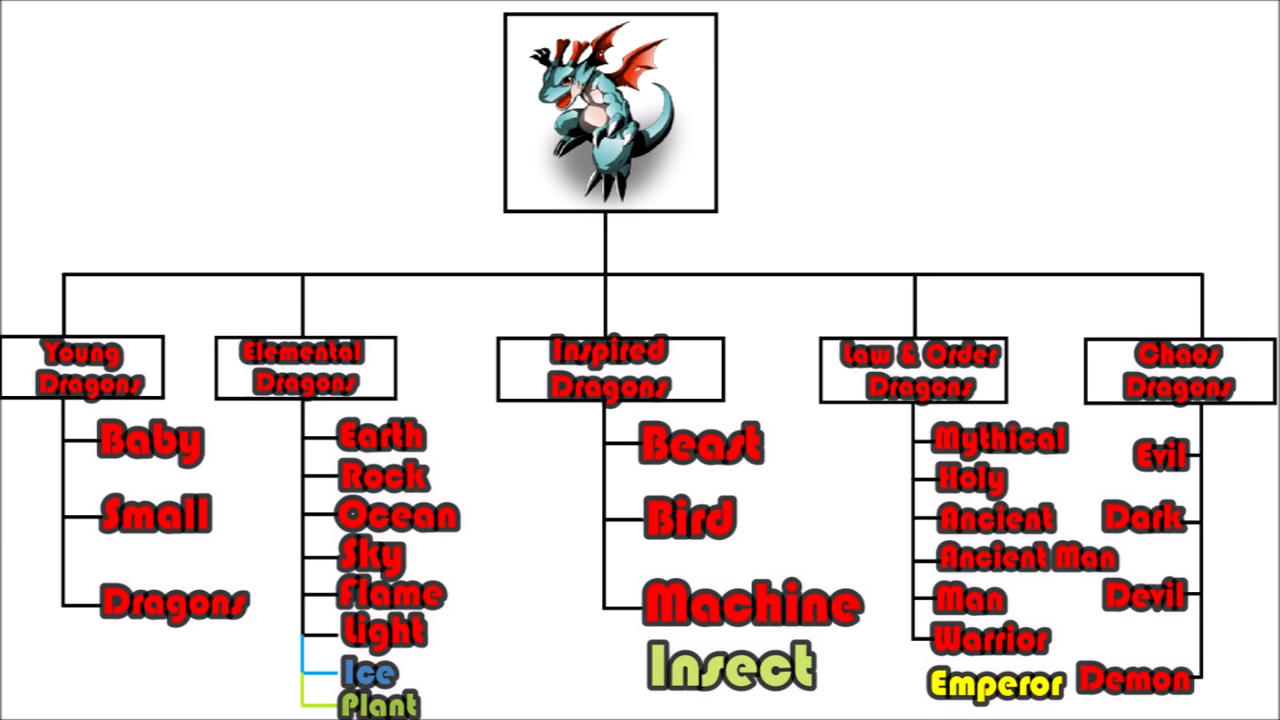 Young
Dragons
Baby
Small
Dragons
Elemental
Dragons
Earth
Rock
Ocean
Sky
Flame
Light
Ice
Plant
Inspired
Dragons
Beast
Bird
Machine
Insect
Law & Order
Dragons
Mythical
Holy
Ancient
Ancient Man
Man
Warrior
Emperor
Chaos
Dragons
Evil
Dark
Devil
Demon